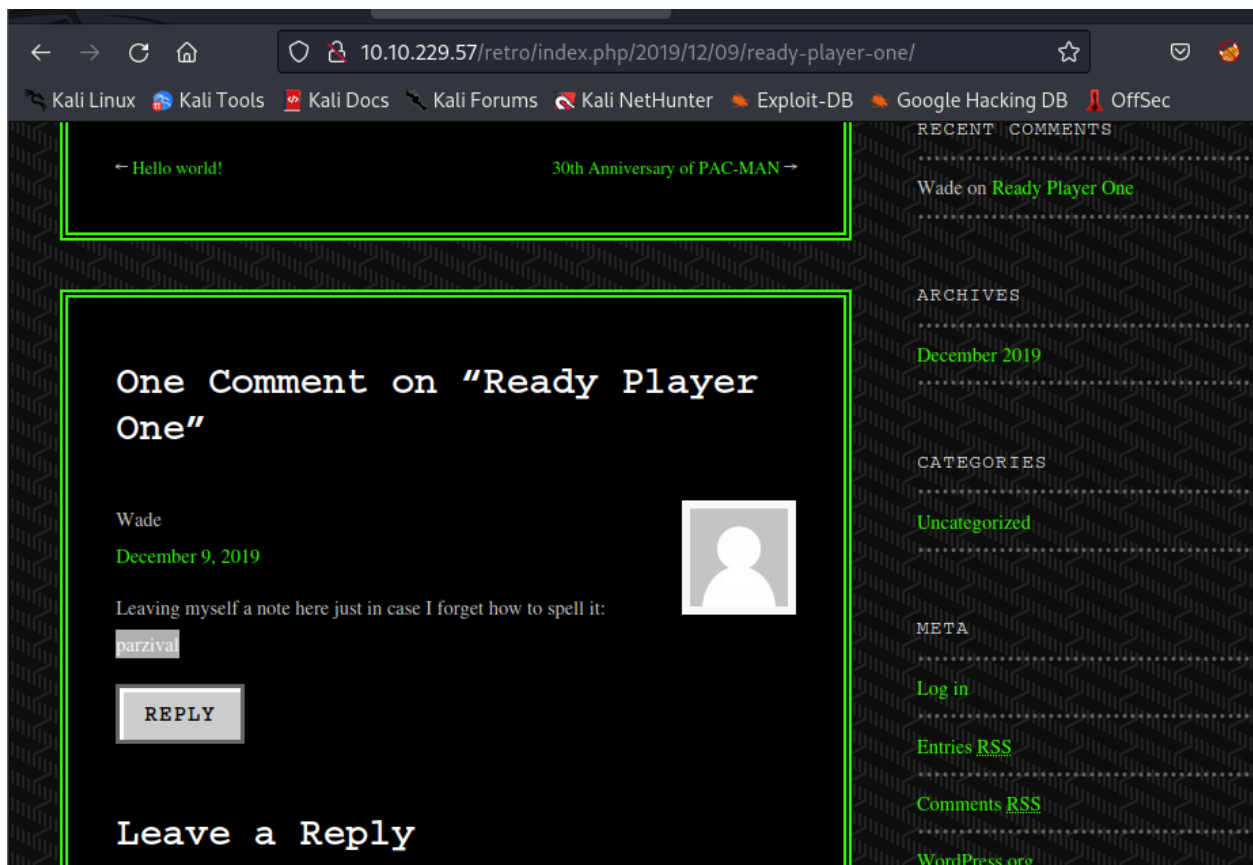 10.10.229.57/retro/index.php/2019/12/09/ready-player-one/
Kali Linux Kali Tools Kali Docs Kali Forums Kali NetHunter Exploit-DB Google Hacking DB OffSec
← Hello world! 30th Anniversary of PAC-MAN →
One Comment on “Ready Player
One”
Wade
December 9, 2019
Leaving myself a note here just in case I forget how to spell it:
parzival
REPLY
Leave a Reply
RECENT COMMENTS
Wade on Ready Player One
ARCHIVES
December 2019
CATEGORIES
Uncategorized
META
Log in
Entries RSS
Comments RSS
WordPress.org